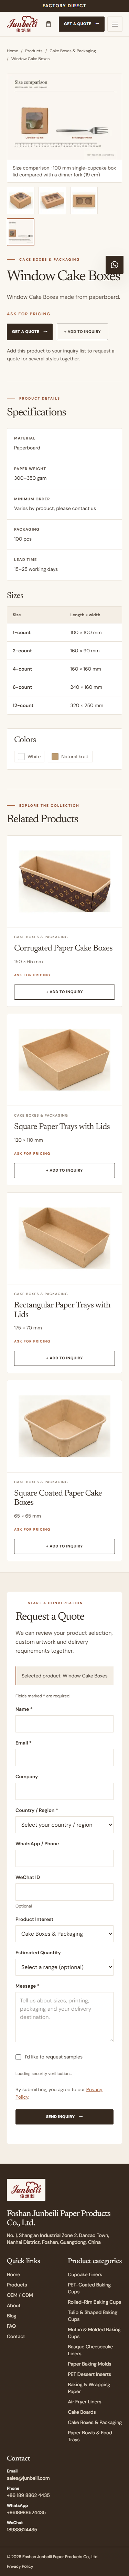 FACTORY DIRECT
Junbeili
GET A QUOTE →
Home / Products / Cake Boxes & Packaging
/ Window Cake Boxes
Size comparison
Size comparison · 100 mm single-cupcake box
lid compared with a dinner fork (19 cm)
CAKE BOXES & PACKAGING
Window Cake Boxes
Window Cake Boxes made from paperboard.
ASK FOR PRICING
GET A QUOTE →
+ ADD TO INQUIRY
Add this product to your inquiry list to request a
quote for several styles together.
PRODUCT DETAILS
Specifications
MATERIAL
Paperboard
PAPER WEIGHT
300–350 gsm
MINIMUM ORDER
Varies by product, please contact us
PACKAGING
100 pcs
LEAD TIME
15–25 working days
Sizes
Size Length × width
1-count 100 × 100 mm
2-count 160 × 90 mm
4-count 160 × 160 mm
6-count 240 × 160 mm
12-count 320 × 250 mm
Colors
White Natural kraft
EXPLORE THE COLLECTION
Related Products
CAKE BOXES & PACKAGING
Corrugated Paper Cake Boxes
150 × 65 mm
ASK FOR PRICING
+ ADD TO INQUIRY
CAKE BOXES & PACKAGING
Square Paper Trays with Lids
120 × 110 mm
ASK FOR PRICING
+ ADD TO INQUIRY
CAKE BOXES & PACKAGING
Rectangular Paper Trays with
Lids
175 × 70 mm
ASK FOR PRICING
+ ADD TO INQUIRY
CAKE BOXES & PACKAGING
Square Coated Paper Cake
Boxes
65 × 65 mm
ASK FOR PRICING
+ ADD TO INQUIRY
START A CONVERSATION
Request a Quote
We can review your product selection,
custom artwork and delivery
requirements together.
Selected product: Window Cake Boxes
Fields marked * are required.
Name *
Email *
Company
Country / Region *
Select your country / region
WhatsApp / Phone
WeChat ID
Optional
Product Interest
Cake Boxes & Packaging
Estimated Quantity
Select a range (optional)
Message *
Tell us about sizes, printing,
packaging and your delivery
destination.
I'd like to request samples
Loading security verification…
By submitting, you agree to our Privacy
Policy.
SEND INQUIRY →
Junbeili
Foshan Junbeili Paper Products
Co., Ltd.
No. 1, Shang'an Industrial Zone 2, Danzao Town,
Nanhai District, Foshan, Guangdong, China
Quick links
Home
Products
OEM / ODM
About
Blog
FAQ
Contact
Product categories
Cupcake Liners
PET-Coated Baking
Cups
Rolled-Rim Baking Cups
Tulip & Shaped Baking
Cups
Muffin & Molded Baking
Cups
Basque Cheesecake
Liners
Paper Baking Molds
PET Dessert Inserts
Baking & Wrapping
Paper
Air Fryer Liners
Cake Boards
Cake Boxes & Packaging
Paper Bowls & Food
Trays
Contact
Email
sales@junbeili.com
Phone
+86 189 8862 4435
WhatsApp
+8618988624435
WeChat
18988624435
© 2026 Foshan Junbeili Paper Products Co., Ltd.
Privacy Policy